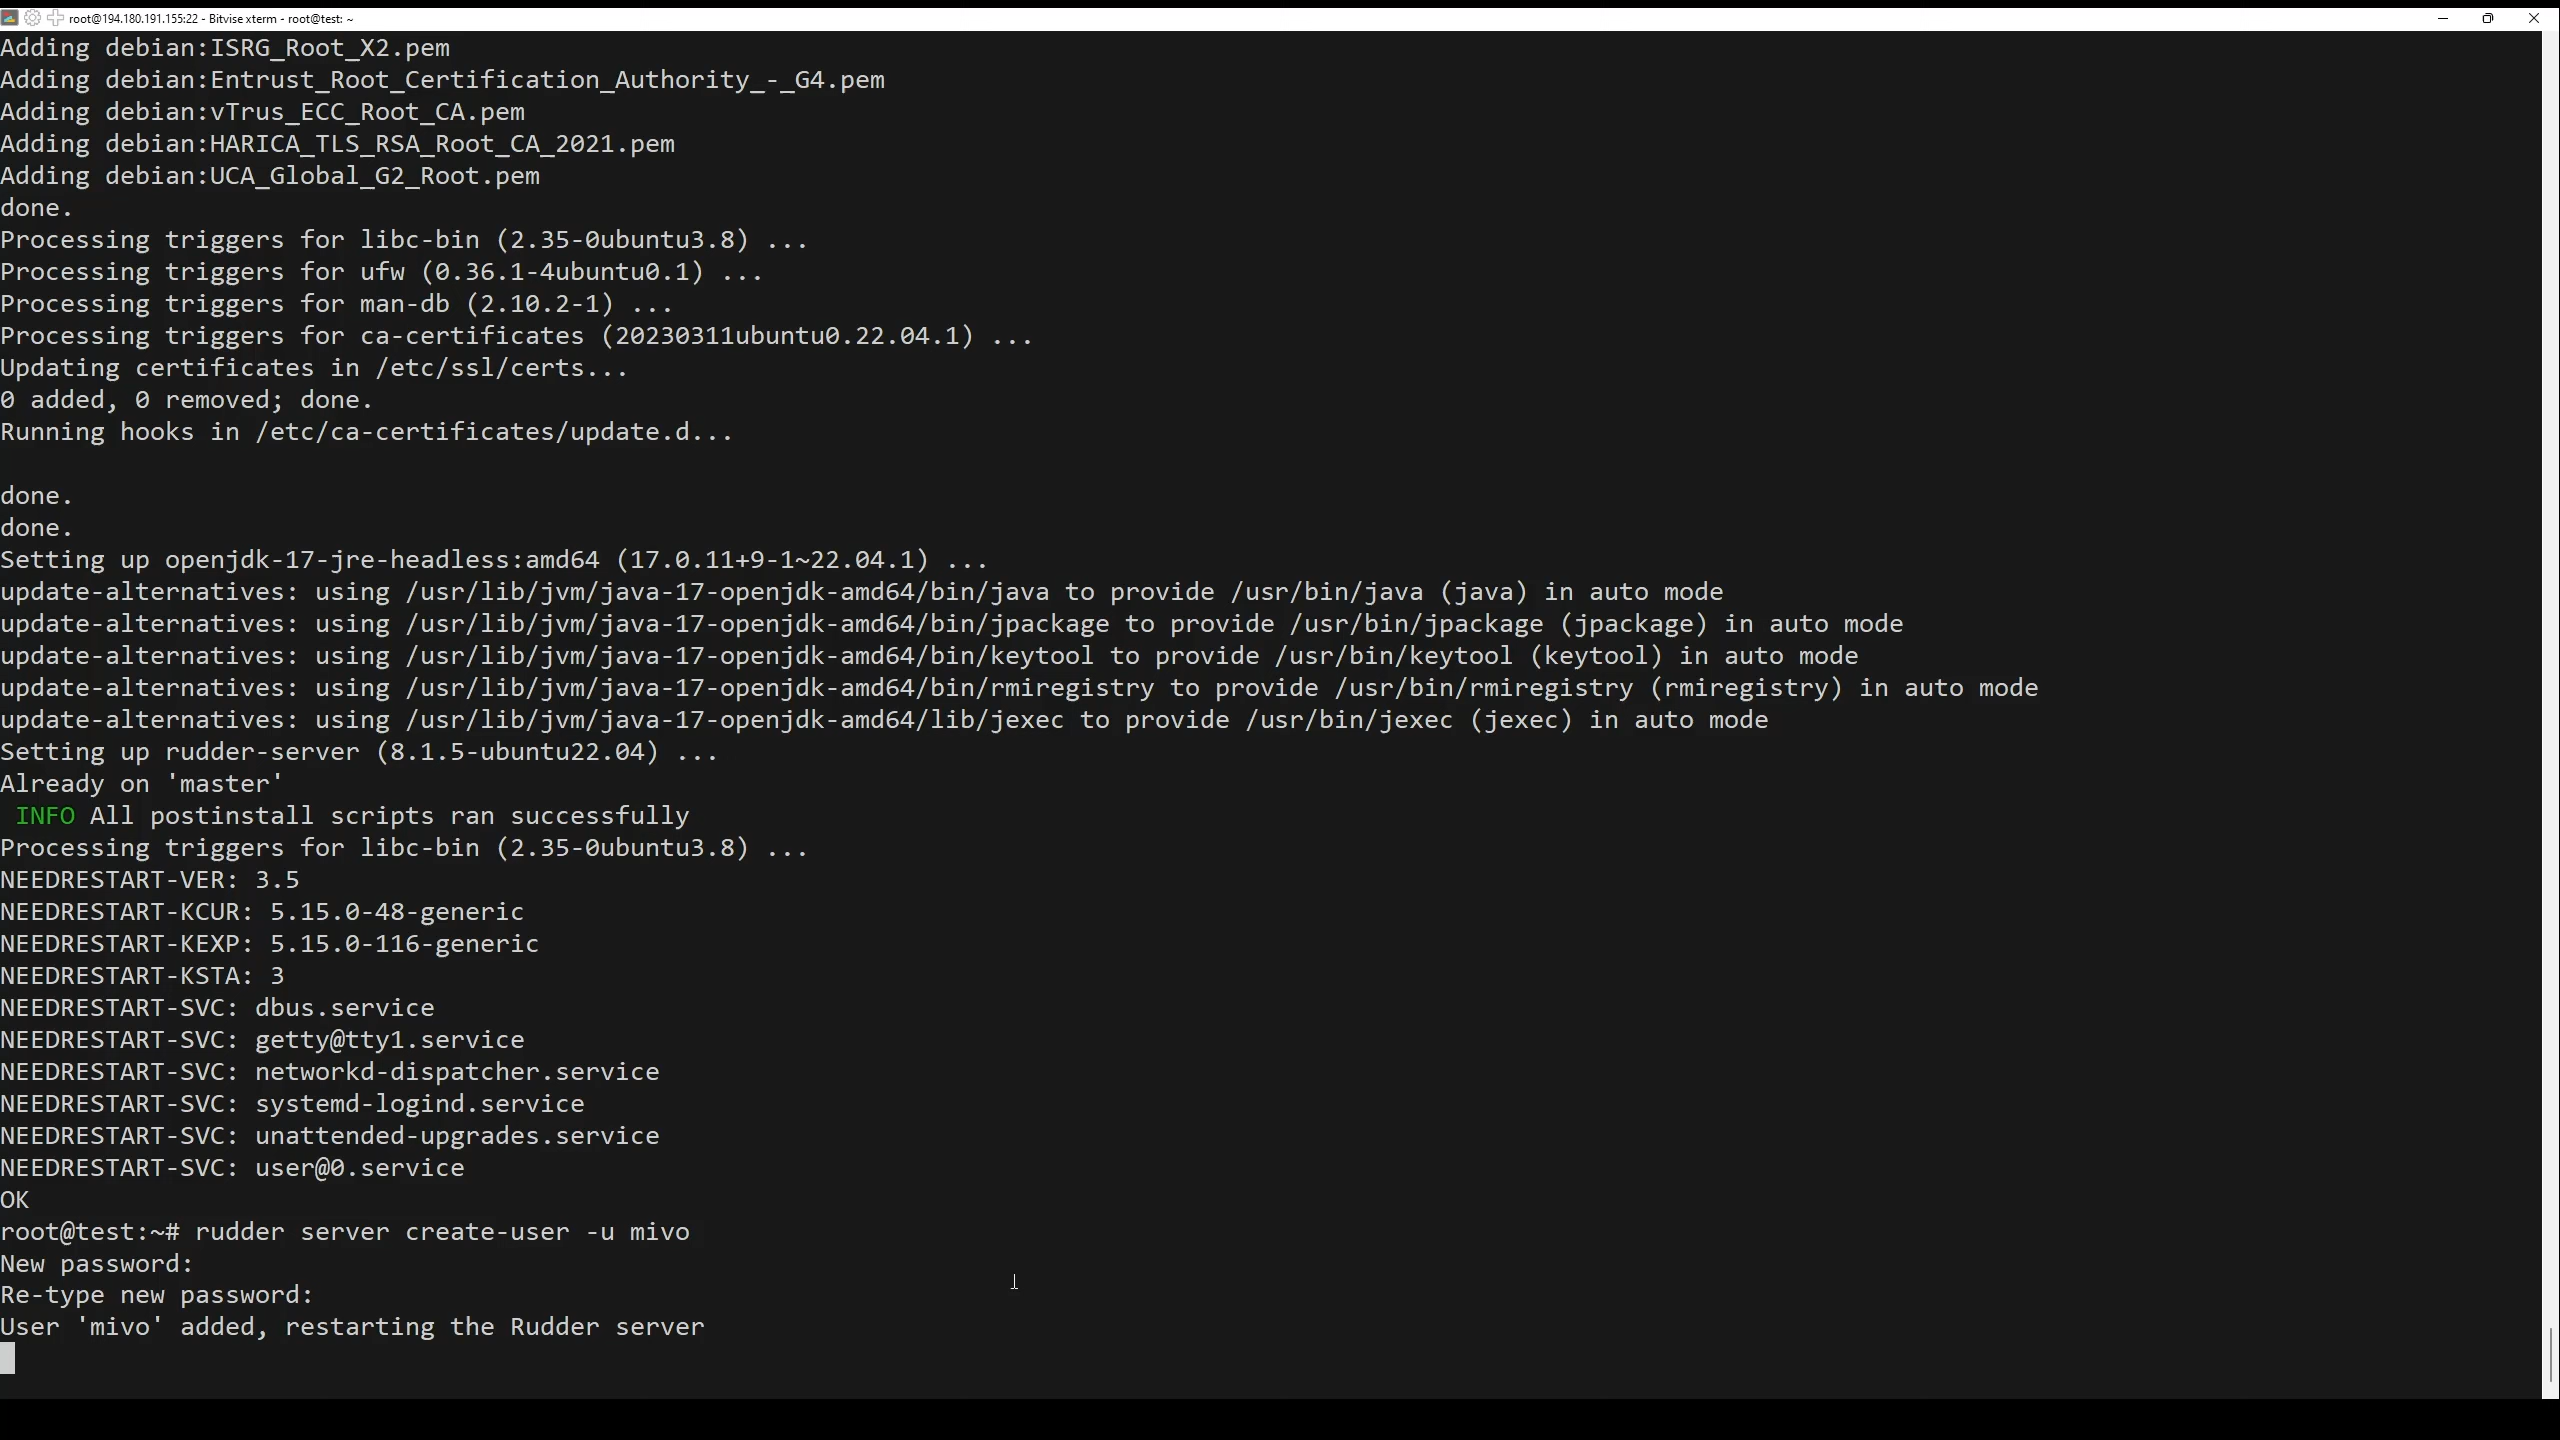 root@194.180.191.155:22 - Bitvise xterm - root@test: ~
Adding debian:ISRG_Root_X2.pem
Adding debian:Entrust_Root_Certification_Authority_-_G4.pem
Adding debian:vTrus_ECC_Root_CA.pem
Adding debian:HARICA_TLS_RSA_Root_CA_2021.pem
Adding debian:UCA_Global_G2_Root.pem
done.
Processing triggers for libc-bin (2.35-0ubuntu3.8) ...
Processing triggers for ufw (0.36.1-4ubuntu0.1) ...
Processing triggers for man-db (2.10.2-1) ...
Processing triggers for ca-certificates (20230311ubuntu0.22.04.1) ...
Updating certificates in /etc/ssl/certs...
0 added, 0 removed; done.
Running hooks in /etc/ca-certificates/update.d...
done.
done.
Setting up openjdk-17-jre-headless:amd64 (17.0.11+9-1~22.04.1) ...
update-alternatives: using /usr/lib/jvm/java-17-openjdk-amd64/bin/java to provide /usr/bin/java (java) in auto mode
update-alternatives: using /usr/lib/jvm/java-17-openjdk-amd64/bin/jpackage to provide /usr/bin/jpackage (jpackage) in auto mode
update-alternatives: using /usr/lib/jvm/java-17-openjdk-amd64/bin/keytool to provide /usr/bin/keytool (keytool) in auto mode
update-alternatives: using /usr/lib/jvm/java-17-openjdk-amd64/bin/rmiregistry to provide /usr/bin/rmiregistry (rmiregistry) in auto mode
update-alternatives: using /usr/lib/jvm/java-17-openjdk-amd64/lib/jexec to provide /usr/bin/jexec (jexec) in auto mode
Setting up rudder-server (8.1.5-ubuntu22.04) ...
Already on 'master'
INFO All postinstall scripts ran successfully
Processing triggers for libc-bin (2.35-0ubuntu3.8) ...
NEEDRESTART-VER: 3.5
NEEDRESTART-KCUR: 5.15.0-48-generic
NEEDRESTART-KEXP: 5.15.0-116-generic
NEEDRESTART-KSTA: 3
NEEDRESTART-SVC: dbus.service
NEEDRESTART-SVC: getty@tty1.service
NEEDRESTART-SVC: networkd-dispatcher.service
NEEDRESTART-SVC: systemd-logind.service
NEEDRESTART-SVC: unattended-upgrades.service
NEEDRESTART-SVC: user@0.service
OK
root@test:~# rudder server create-user -u mivo
New password:
Re-type new password:
User 'mivo' added, restarting the Rudder server